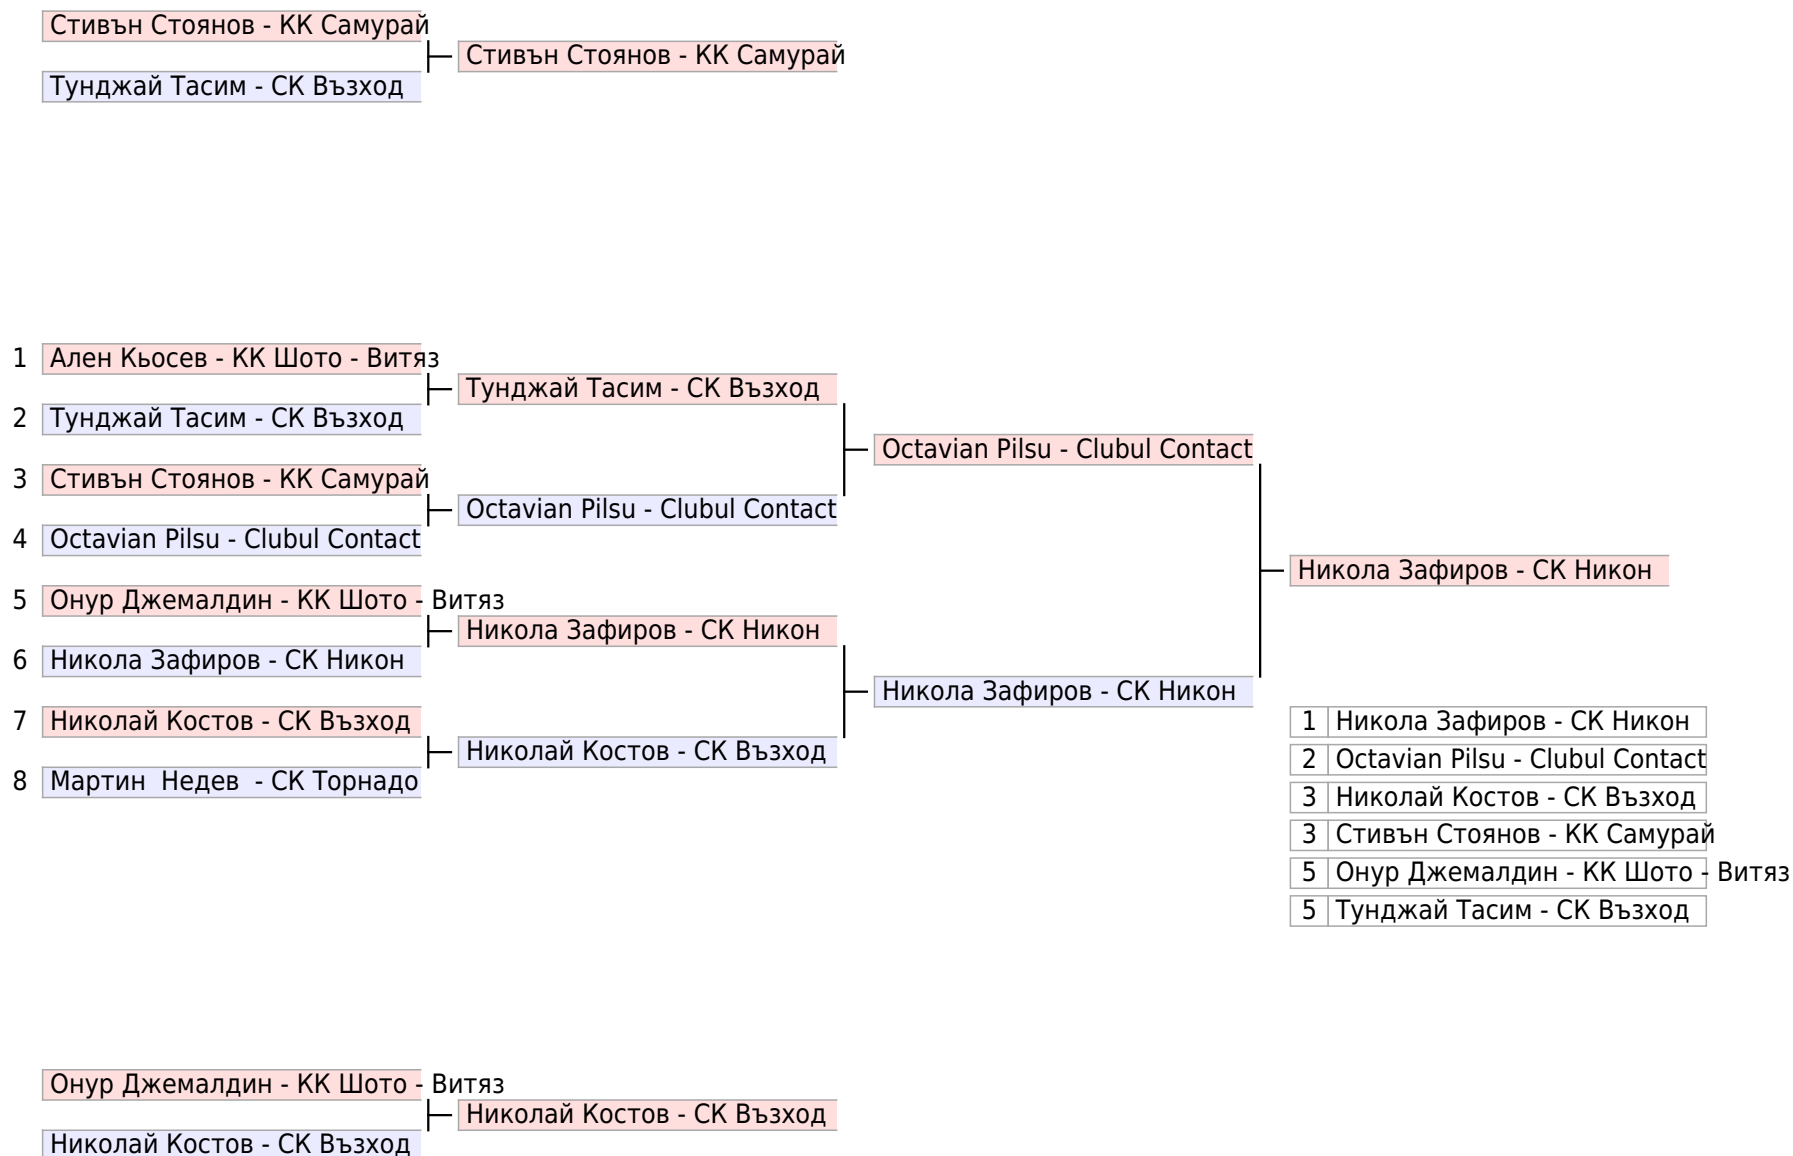 Стивън Стоянов - КК Самурай
Стивън Стоянов - КК Самурай
Тунджай Тасим - СК Възход
1 Ален Кьосев - КК Шото - Витяз
Тунджай Тасим - СК Възход
2 Тунджай Тасим - СК Възход
Octavian Pilsu - Clubul Contact
3 Стивън Стоянов - КК Самурай
Octavian Pilsu - Clubul Contact
4 Octavian Pilsu - Clubul Contact
Никола Зафиров - СК Никон
5 Онур Джемалдин - КК Шото - Витяз
Никола Зафиров - СК Никон
6 Никола Зафиров - СК Никон
Никола Зафиров - СК Никон
7 Николай Костов - СК Възход
Николай Костов - СК Възход
8 Мартин  Недев  - СК Торнадо
1 Никола Зафиров - СК Никон
2 Octavian Pilsu - Clubul Contact
3 Николай Костов - СК Възход
3 Стивън Стоянов - КК Самурай
5 Онур Джемалдин - КК Шото - Витяз
5 Тунджай Тасим - СК Възход
Онур Джемалдин - КК Шото - Витяз
Николай Костов - СК Възход
Николай Костов - СК Възход